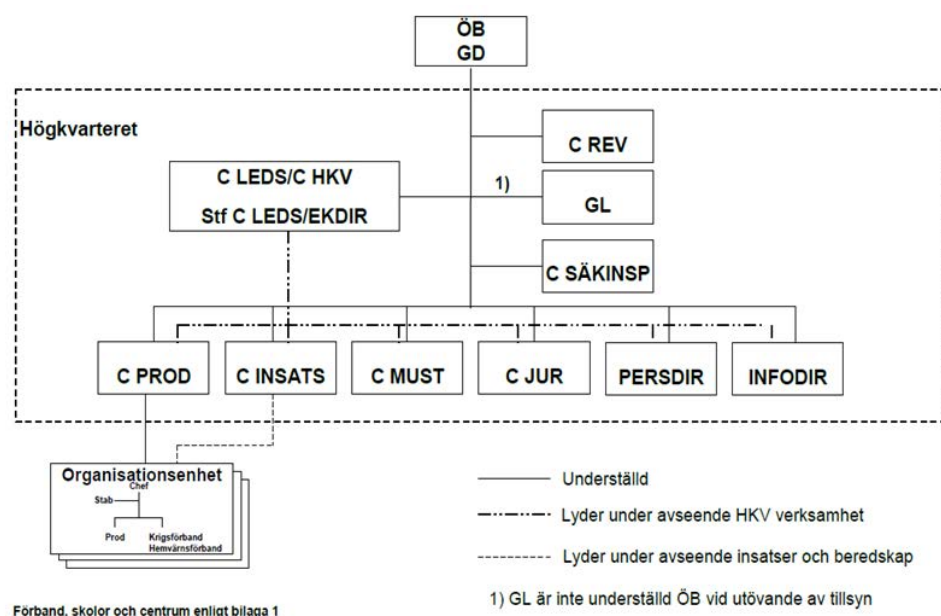 ÖB
GD
Högkvarteret
C REV
C LEDS/C HKV
Stf C LEDS/EKDIR
1)
GL
C SÄKINSP
C PROD
C INSATS
C MUST
C JUR
PERSDIR
INFODIR
Organisationsenhet
Chef
Stab
Prod
Krigsförband
Hemvärnsförband
Underställd
Lyder under avseende HKV verksamhet
Lyder under avseende insatser och beredskap
1) GL är inte underställd ÖB vid utövande av tillsyn
Förband, skolor och centrum enligt bilaga 1